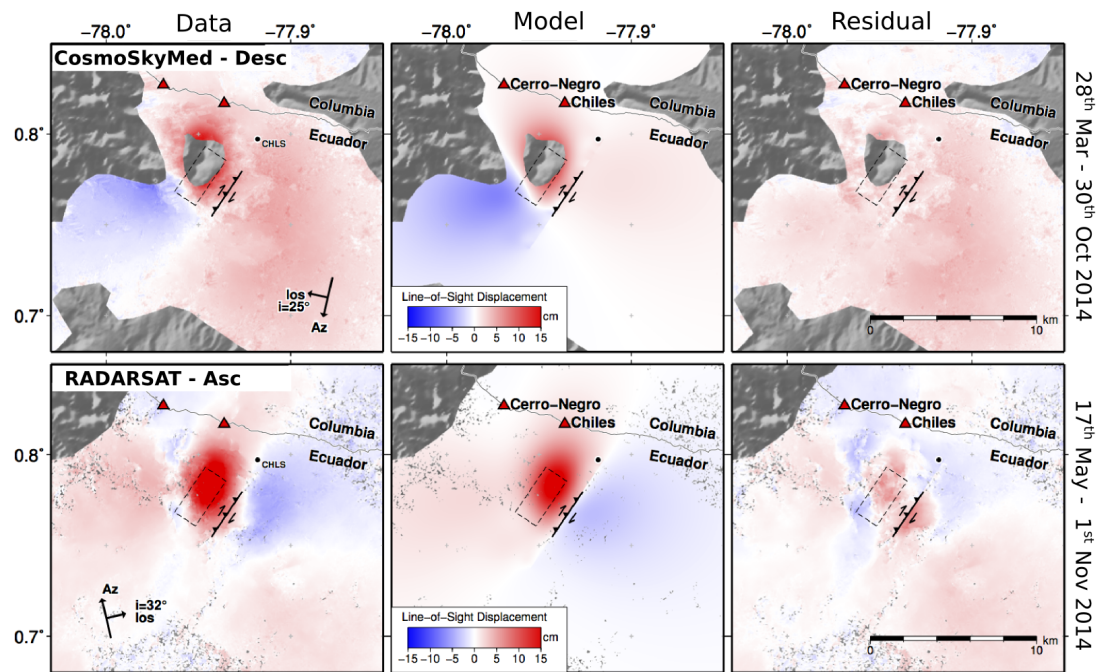 Data Model Residual
−78.0° −77.9° −78.0° −77.9° −78.0° −77.9°
CosmoSkyMed - Desc
Cerro−Negro Cerro−Negro
Chiles Chiles
Columbia Columbia Columbia
0.8°
Ecuador Ecuador Ecuador
CHLS
los
i=25°
Az
Line−of−Sight Displacement
cm
−15 −10 −5 0 5 10 15
0.7°
km
0 10
28th Mar - 30th Oct 2014
RADARSAT - Asc
Cerro−Negro Cerro−Negro
Chiles Chiles
Columbia Columbia Columbia
0.8°
Ecuador Ecuador Ecuador
CHLS
Az
i=32°
los
Line−of−Sight Displacement
cm
−15 −10 −5 0 5 10 15
0.7°
km
0 10
17th May - 1st Nov 2014